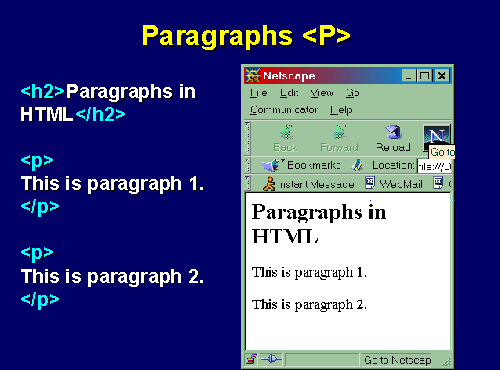 Paragraphs <P>
<h2>Paragraphs in
HTML</h2>
<p>
This is paragraph 1.
</p>
<p>
This is paragraph 2.
</p>
Netscape
File Edit View Go
Communicator Help
Back Forward Reload
Go to
Bookmarks Location:
Instant Message WebMail
Paragraphs in
HTML
This is paragraph 1.
This is paragraph 2.
Go to Netscap